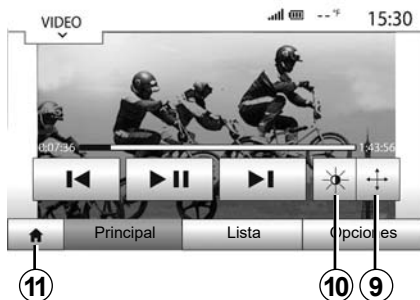 VIDEO
--°F
15:30
0:07:36
1:43:56
Principal
Lista
Opciones
11
10
9